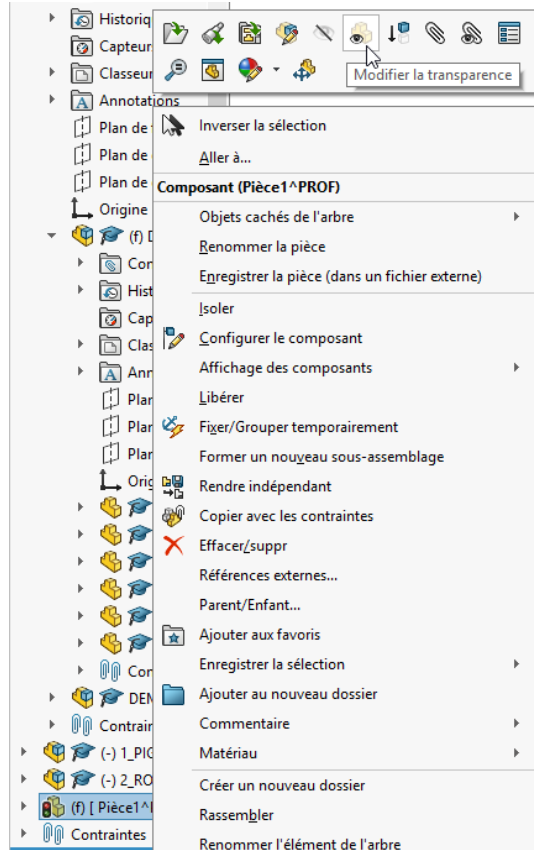 Historiq
Capteur
Modifier la transparence
Classeur
Annotations
Plan de
Inverser la sélection
Plan de
Aller à...
Plan de
Composant (Pièce1^PROF)
Origine
Objets cachés de l'arbre
(f) [
Renommer la pièce
Con
Enregistrer la pièce (dans un fichier externe)
Hist
Isoler
Cap
Configurer le composant
Clas
Affichage des composants
Ann
Libérer
Plan
Fixer/Grouper temporairement
Plan
Former un nouveau sous-assemblage
Plan
Rendre indépendant
Orig
Copier avec les contraintes
Effacer/suppr
Références externes...
Parent/Enfant...
Ajouter aux favoris
Enregistrer la sélection
Con
Ajouter au nouveau dossier
DEM
Commentaire
Contrain
Matériau
(-) 1_PIG
(-) 2_RO
Créer un nouveau dossier
(f) [ Pièce1^
Rassembler
Contraintes
Renommer l'élément de l'arbre